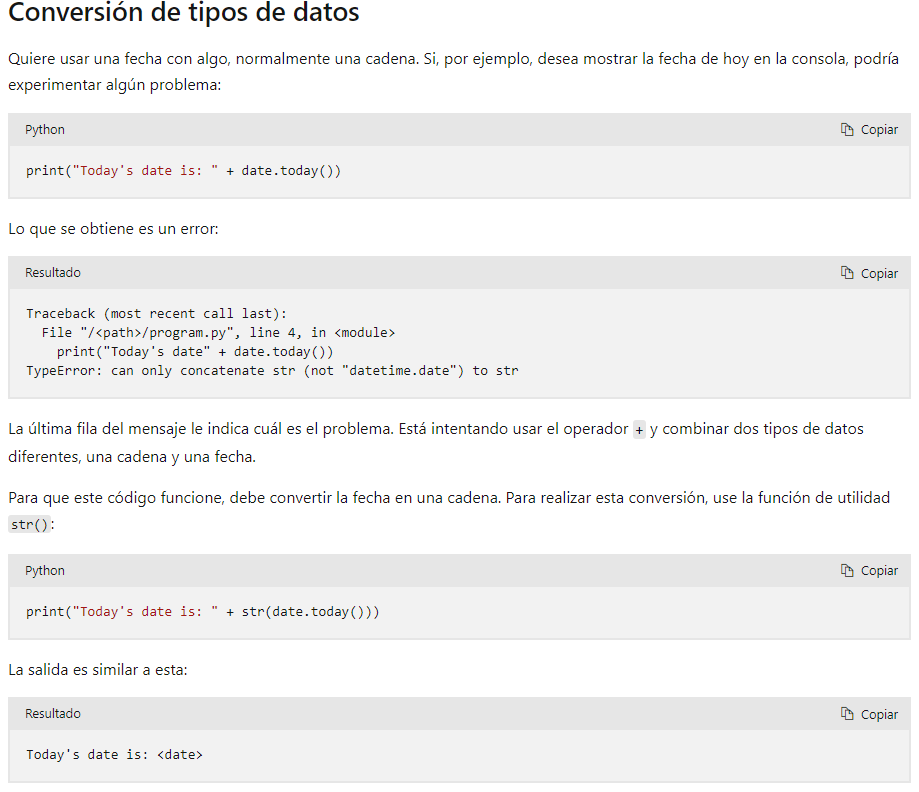 Conversión de tipos de datos
Quiere usar una fecha con algo, normalmente una cadena. Si, por ejemplo, desea mostrar la fecha de hoy en la consola, podría
experimentar algún problema:
Python Copiar
print("Today's date is: " + date.today())
Lo que se obtiene es un error:
Resultado Copiar
Traceback (most recent call last):
  File "/<path>/program.py", line 4, in <module>
    print("Today's date" + date.today())
TypeError: can only concatenate str (not "datetime.date") to str
La última fila del mensaje le indica cuál es el problema. Está intentando usar el operador + y combinar dos tipos de datos
diferentes, una cadena y una fecha.
Para que este código funcione, debe convertir la fecha en una cadena. Para realizar esta conversión, use la función de utilidad
str():
Python Copiar
print("Today's date is: " + str(date.today()))
La salida es similar a esta:
Resultado Copiar
Today's date is: <date>